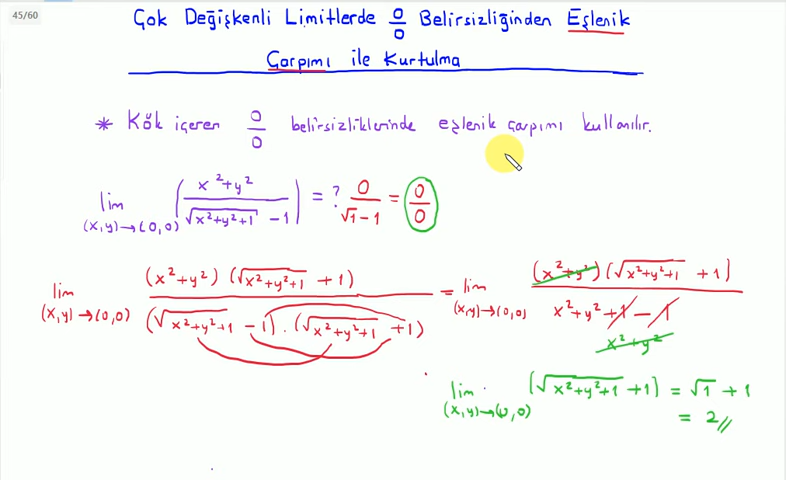 45/60
Çok Değişkenli Limitlerde 0/0 Belirsizliğinden Eşlenik
Çarpımı ile Kurtulma
* Kök içeren 0/0 belirsizliklerinde eşlenik çarpımı kullanılır.
lim (x,y)→(0,0) ( (x²+y²) / (√(x²+y²+1) - 1) ) = ? 0/(√1-1) = 0/0
lim (x,y)→(0,0) (x²+y²)(√(x²+y²+1) + 1) / (√(x²+y²+1) - 1).(√(x²+y²+1) + 1) = lim (x,y)→(0,0) (x²+y²)(√(x²+y²+1) + 1) / (x²+y²+1-1)
x²+y²
lim (x,y)→(0,0) (√(x²+y²+1) + 1) = √1 + 1
= 2//